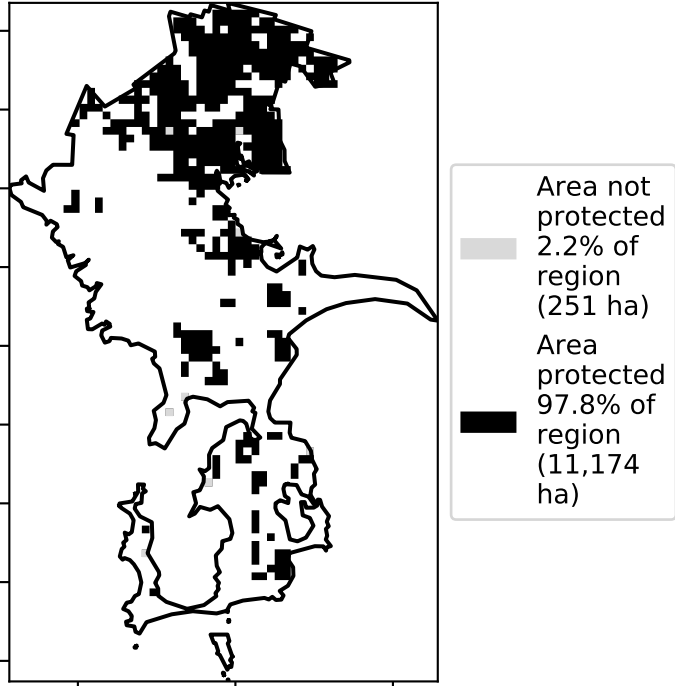 Area not
protected
2.2% of
region
(251 ha)
Area
protected
97.8% of
region
(11,174
ha)